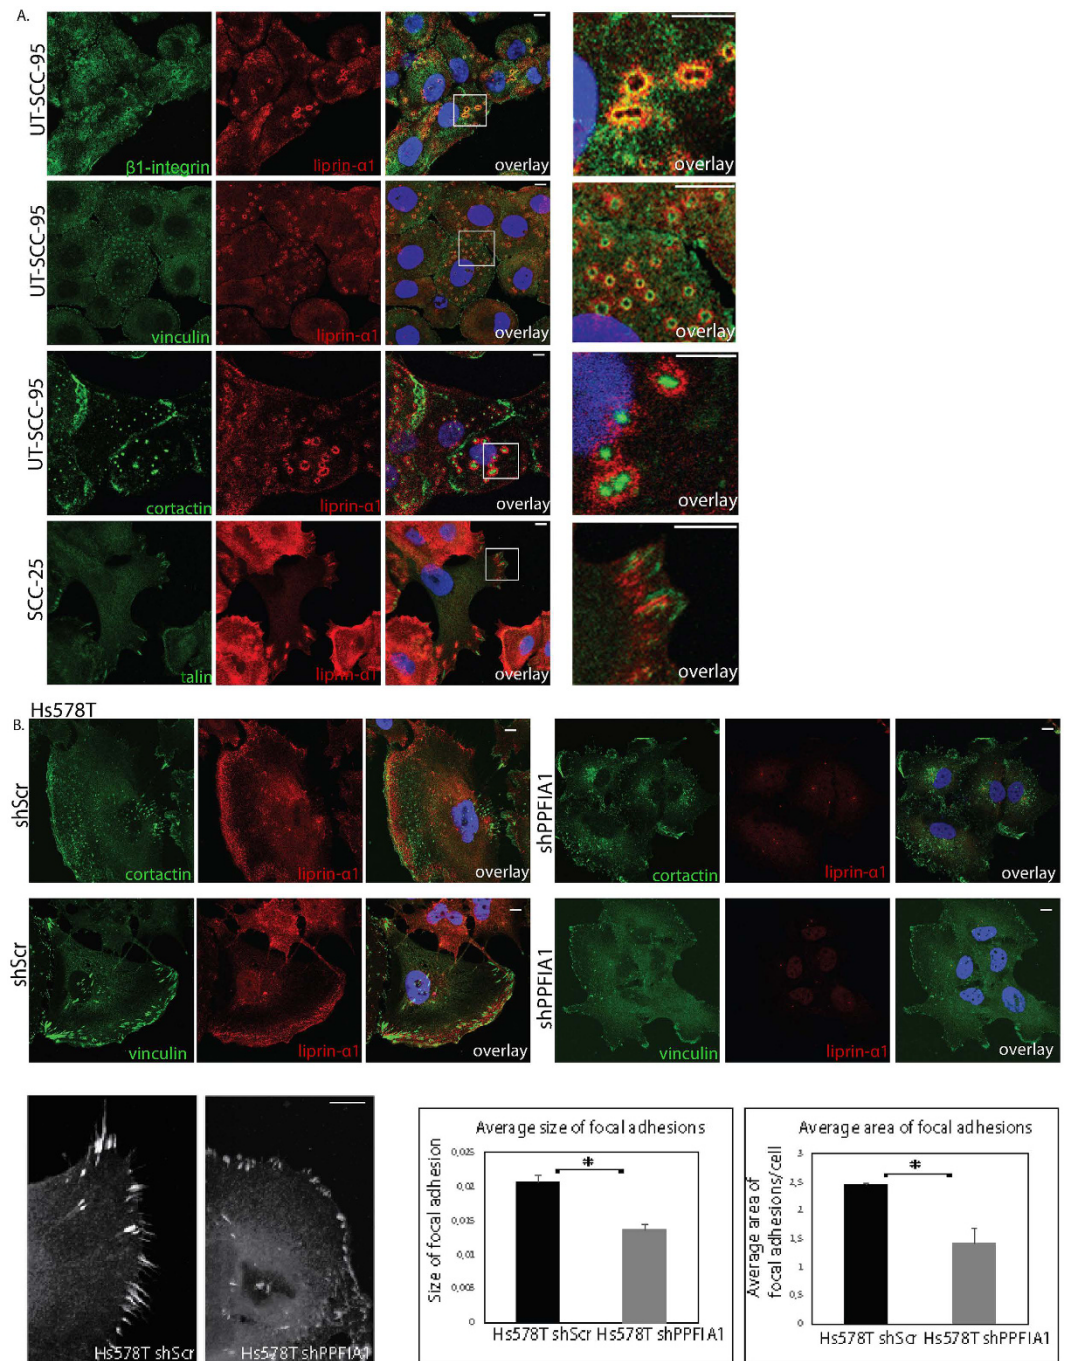 A.
UT-SCC-95
β1-integrin
liprin-α1
overlay
overlay
UT-SCC-95
vinculin
liprin-α1
overlay
overlay
UT-SCC-95
cortactin
liprin-α1
overlay
overlay
SCC-25
talin
liprin-α1
overlay
overlay
Hs578T
B.
shScr
cortactin
liprin-α1
overlay
shPPFIA1
cortactin
liprin-α1
overlay
shScr
vinculin
liprin-α1
overlay
shPPFIA1
vinculin
liprin-α1
overlay
Hs578T shScr
Hs578T shPPFIA1
Average size of focal adhesions
Size of focal adhesion
0,025
0,02
0,015
0,01
0,005
0
*
Hs578T shScr
Hs578T shPPFIA1
Average area of focal adhesions
Average area of
focal adhesions/cell
3
2,5
2
1,5
1
0,5
0
*
Hs578T shScr
Hs578T shPPFIA1